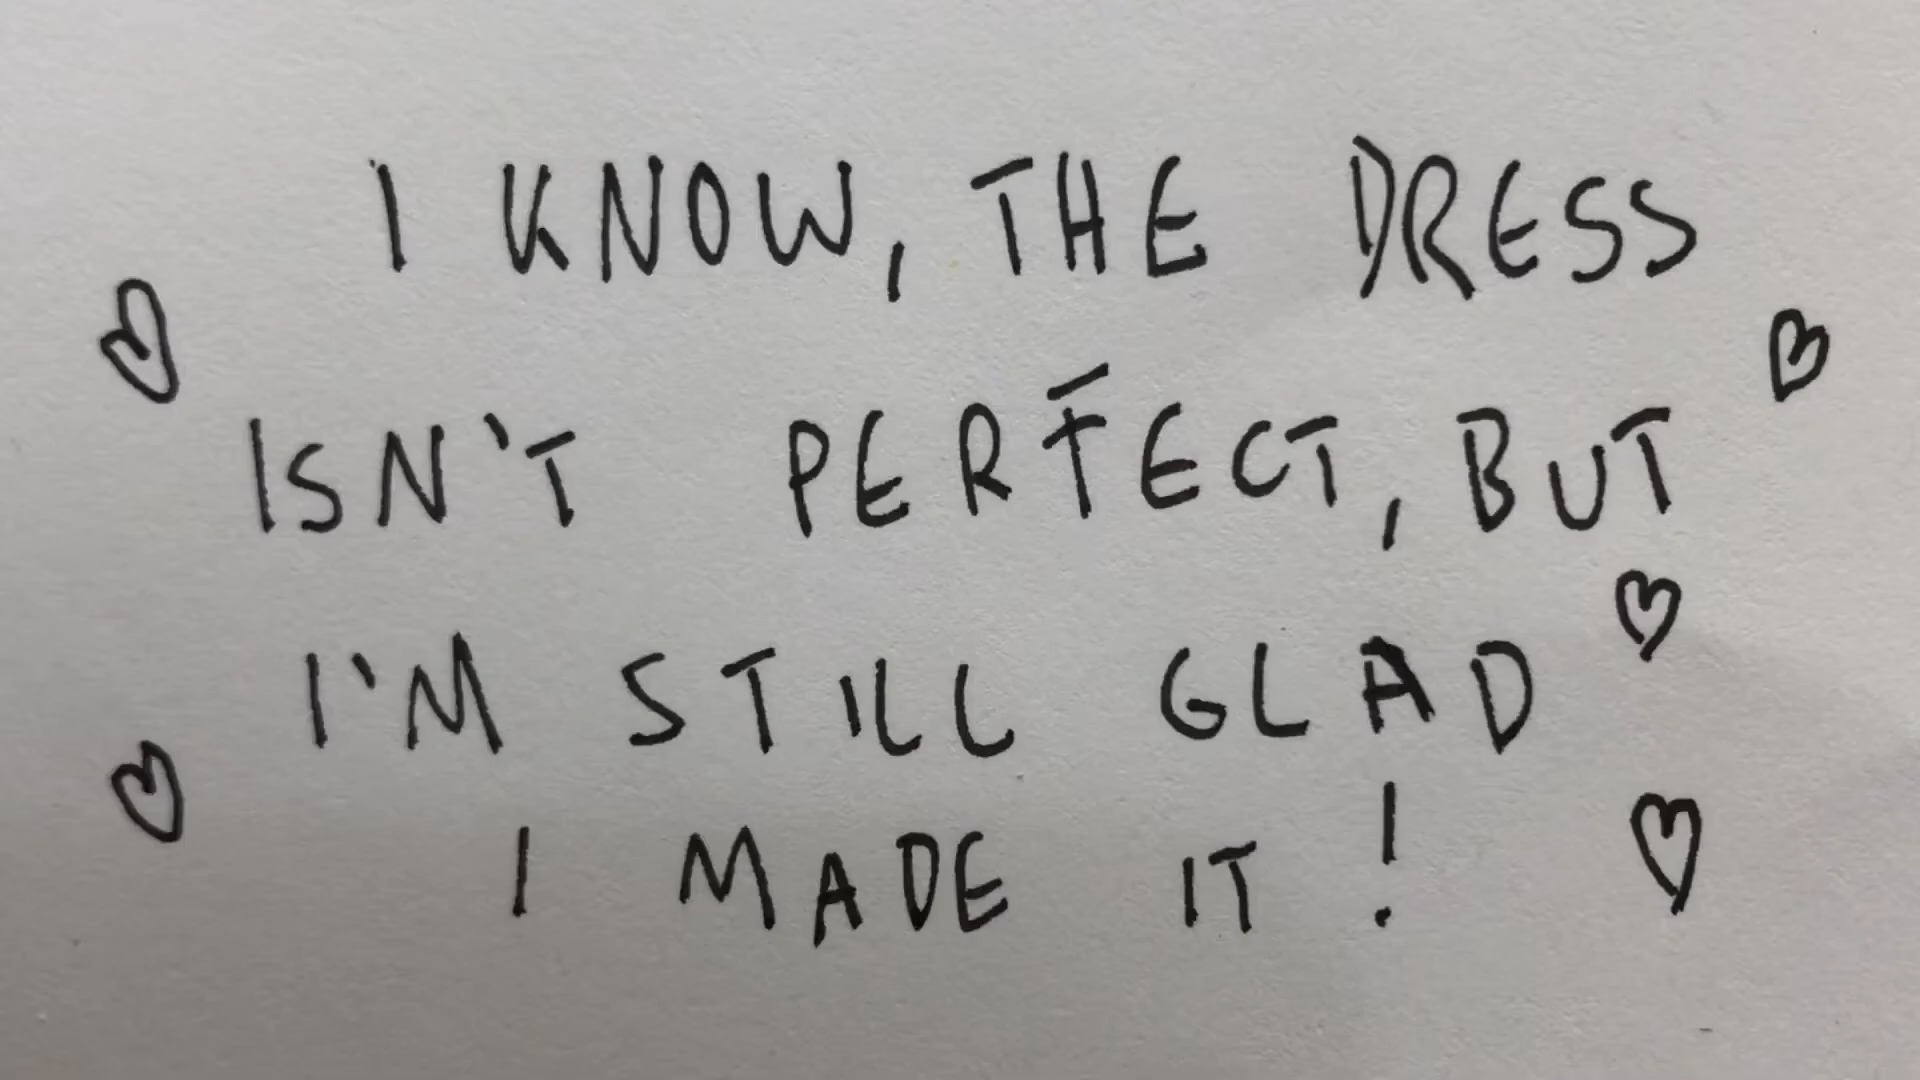 I KNOW, THE DRESS
ISN'T PERFECT, BUT
I'M STILL GLAD
I MADE IT!